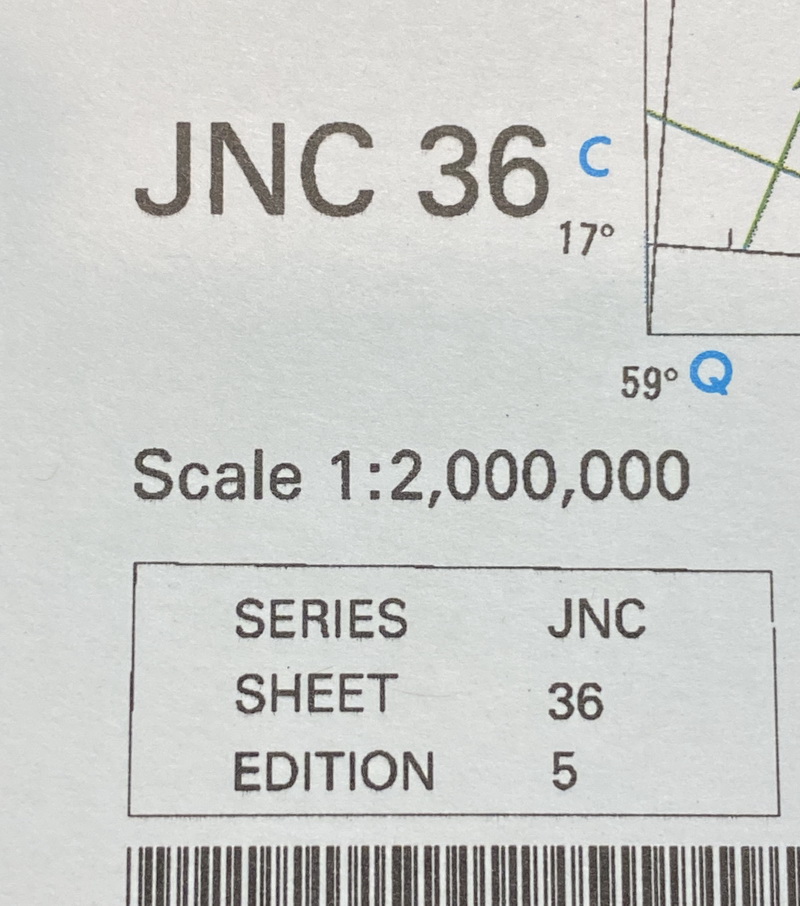 JNC 36 C
17°
59° Q
Scale 1:2,000,000
SERIES JNC
SHEET 36
EDITION 5